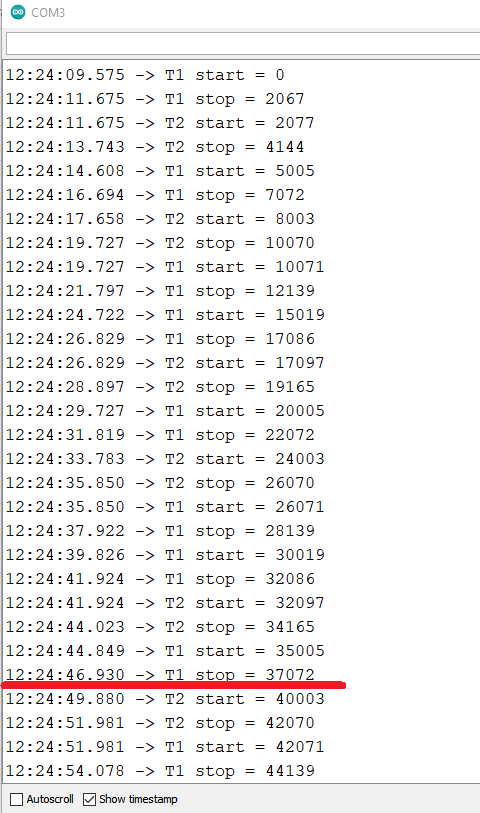 COM3
12:24:09.575 -> T1 start = 0
12:24:11.675 -> T1 stop = 2067
12:24:11.675 -> T2 start = 2077
12:24:13.743 -> T2 stop = 4144
12:24:14.608 -> T1 start = 5005
12:24:16.694 -> T1 stop = 7072
12:24:17.658 -> T2 start = 8003
12:24:19.727 -> T2 stop = 10070
12:24:19.727 -> T1 start = 10071
12:24:21.797 -> T1 stop = 12139
12:24:24.722 -> T1 start = 15019
12:24:26.829 -> T1 stop = 17086
12:24:26.829 -> T2 start = 17097
12:24:28.897 -> T2 stop = 19165
12:24:29.727 -> T1 start = 20005
12:24:31.819 -> T1 stop = 22072
12:24:33.783 -> T2 start = 24003
12:24:35.850 -> T2 stop = 26070
12:24:35.850 -> T1 start = 26071
12:24:37.922 -> T1 stop = 28139
12:24:39.826 -> T1 start = 30019
12:24:41.924 -> T1 stop = 32086
12:24:41.924 -> T2 start = 32097
12:24:44.023 -> T2 stop = 34165
12:24:44.849 -> T1 start = 35005
12:24:46.930 -> T1 stop = 37072
12:24:49.880 -> T2 start = 40003
12:24:51.981 -> T2 stop = 42070
12:24:51.981 -> T1 start = 42071
12:24:54.078 -> T1 stop = 44139
Autoscroll Show timestamp